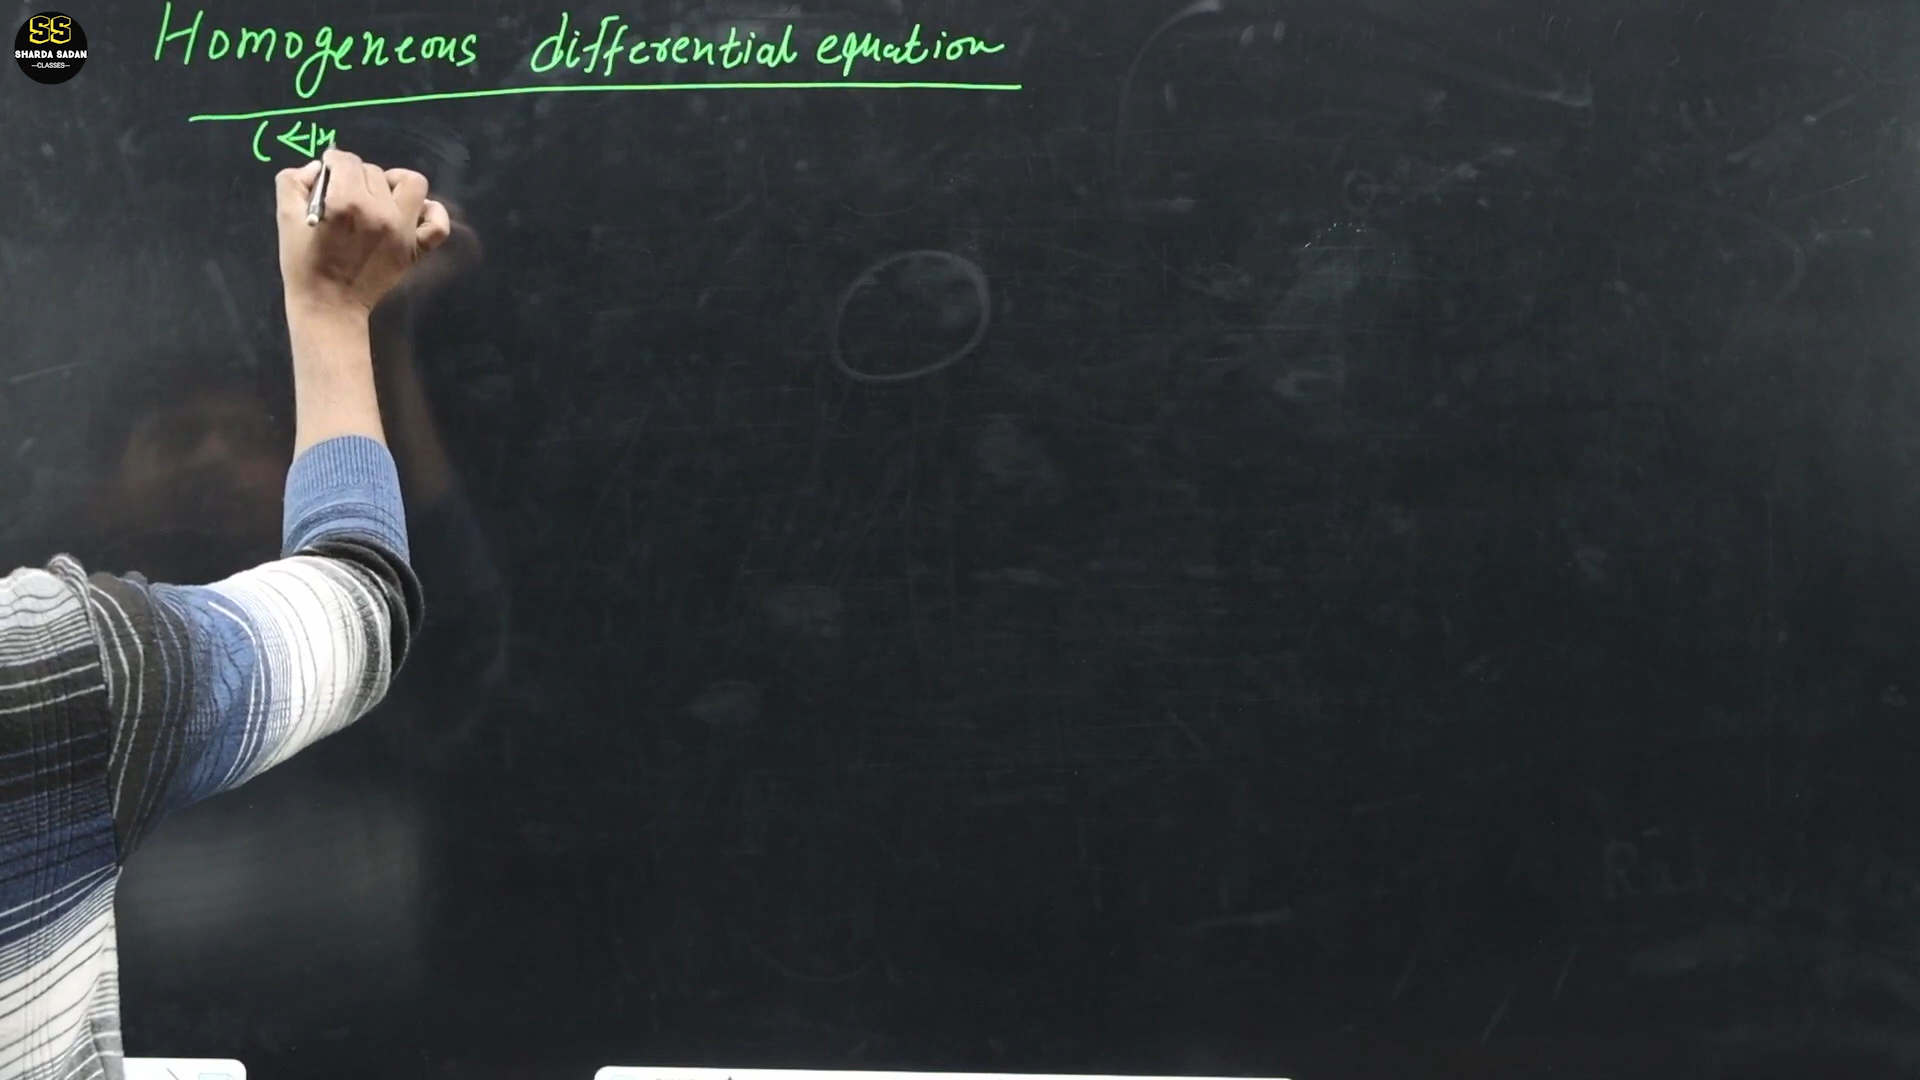 SS
SHARDA SADAN
—CLASSES—
Homogeneous differential equation